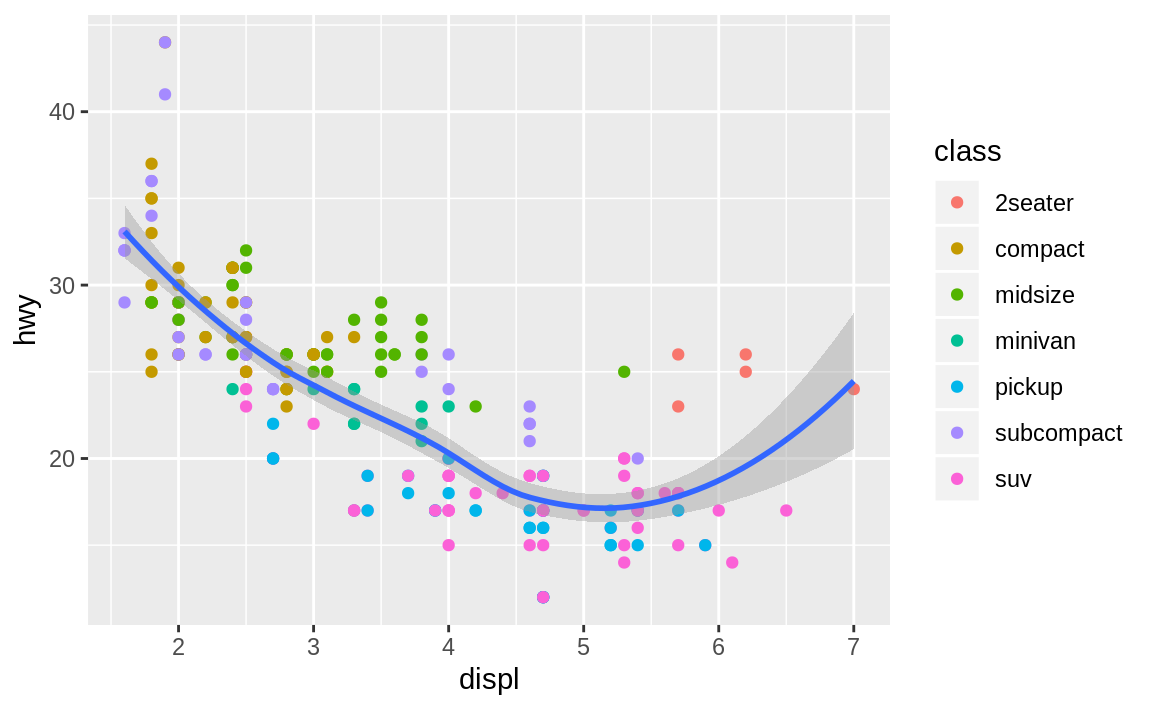 40
30
20
hwy
2 3 4 5 6 7
displ
class
2seater
compact
midsize
minivan
pickup
subcompact
suv